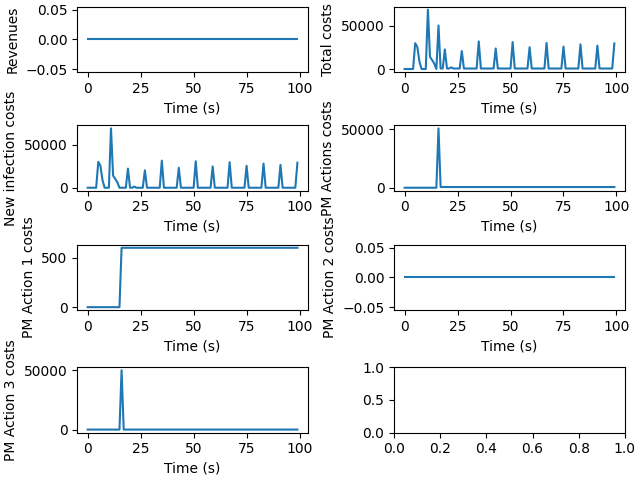 Revenues
0.05
0.00
−0.05
0 25 50 75 100
Time (s)
Total costs
50000
0
0 25 50 75 100
Time (s)
New infection costs
50000
0
0 25 50 75 100
Time (s)
PM Actions costs
50000
0
0 25 50 75 100
Time (s)
PM Action 1 costs
500
0
0 25 50 75 100
Time (s)
PM Action 2 costs
0.05
0.00
−0.05
0 25 50 75 100
Time (s)
PM Action 3 costs
50000
0
0 25 50 75 100
Time (s)
1.0
0.5
0.0
0.0 0.2 0.4 0.6 0.8 1.0